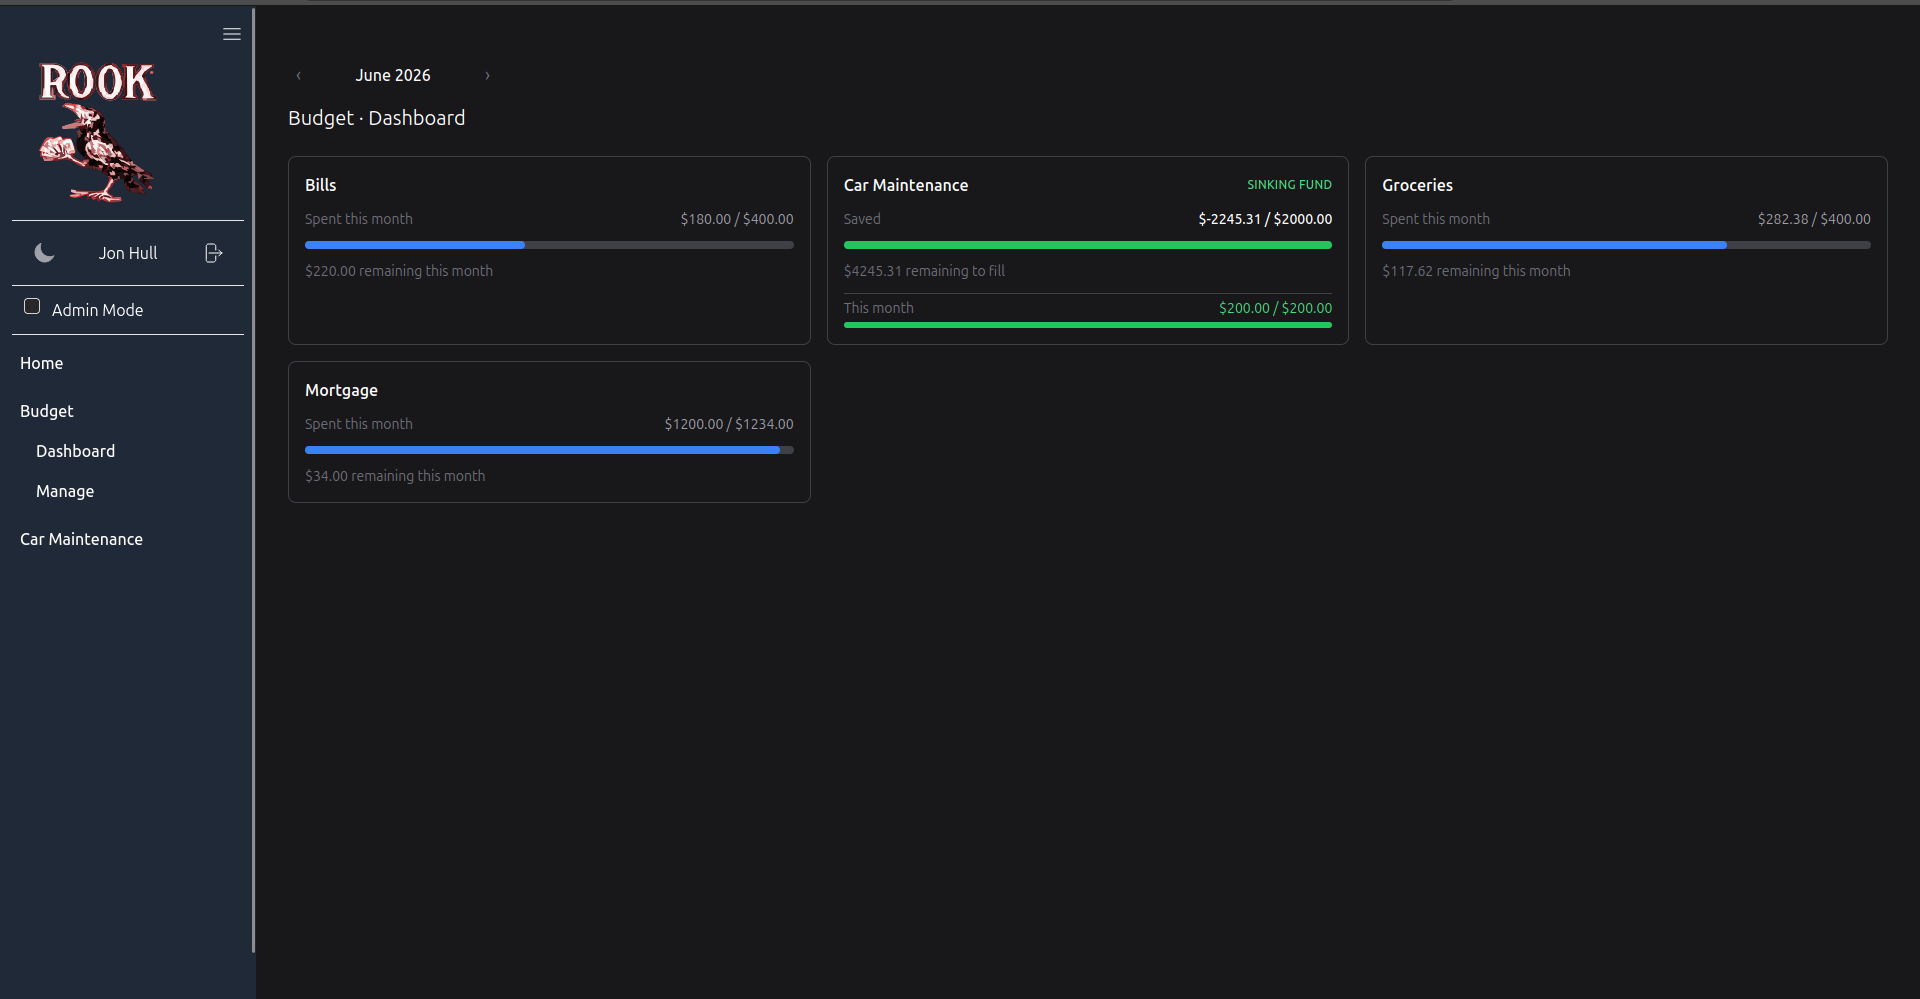 ROOK
Jon Hull
Admin Mode
Home
Budget
Dashboard
Manage
Car Maintenance
‹ June 2026 ›
Budget · Dashboard
Bills
Spent this month $180.00 / $400.00
$220.00 remaining this month
Car Maintenance SINKING FUND
Saved $-2245.31 / $2000.00
$4245.31 remaining to fill
This month $200.00 / $200.00
Groceries
Spent this month $282.38 / $400.00
$117.62 remaining this month
Mortgage
Spent this month $1200.00 / $1234.00
$34.00 remaining this month